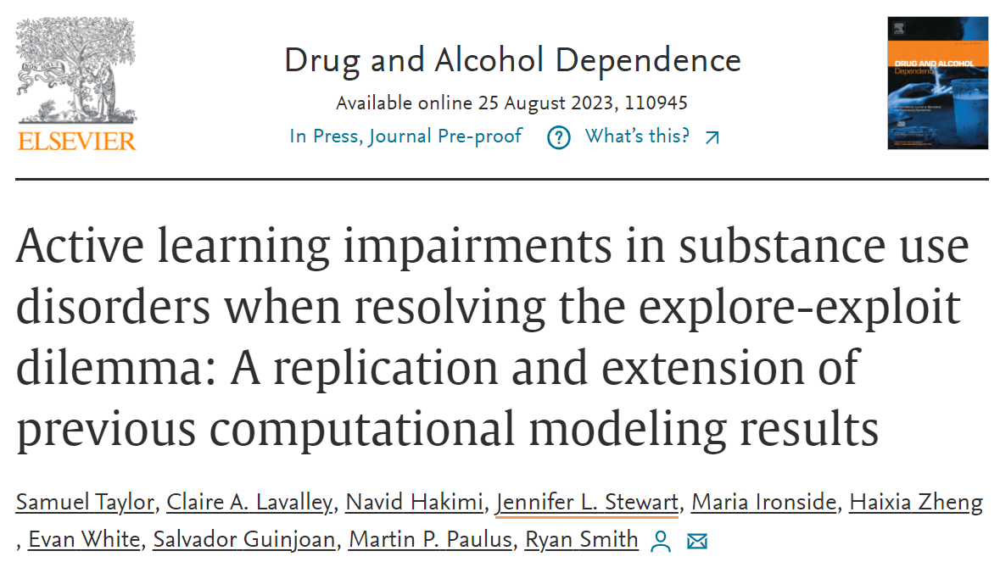 ELSEVIER
Drug and Alcohol Dependence
Available online 25 August 2023, 110945
In Press, Journal Pre-proof ? What's this?
DRUG AND ALCOHOL
Dependence
Active learning impairments in substance use
disorders when resolving the explore-exploit
dilemma: A replication and extension of
previous computational modeling results
Samuel Taylor, Claire A. Lavalley, Navid Hakimi, Jennifer L. Stewart, Maria Ironside, Haixia Zheng
, Evan White, Salvador Guinjoan, Martin P. Paulus, Ryan Smith